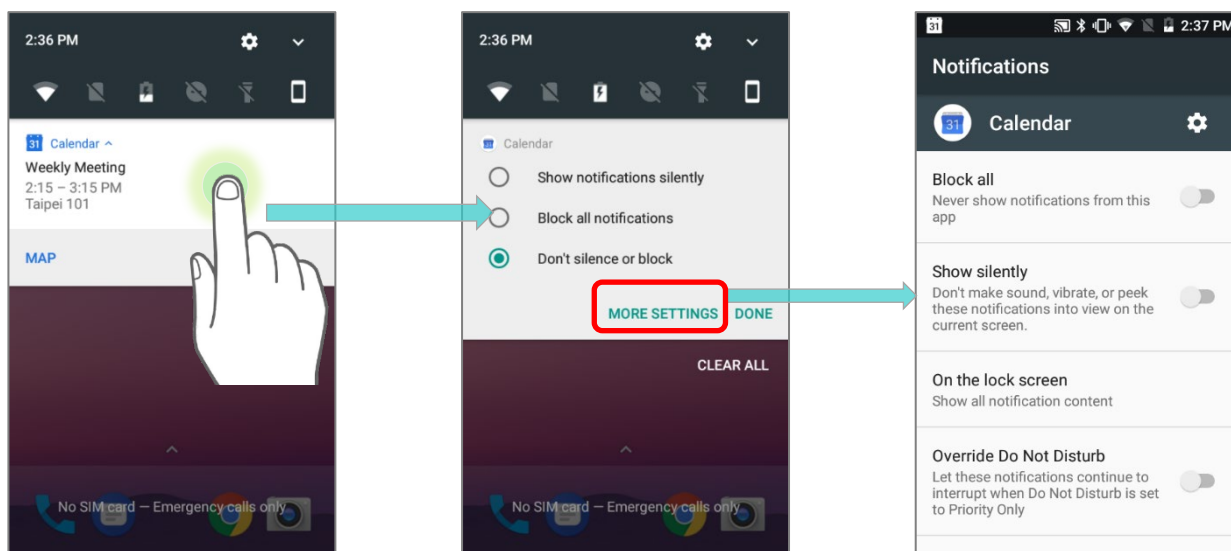 2:36 PM
31 Calendar
Weekly Meeting
2:15 – 3:15 PM
Taipei 101
MAP
No SIM card — Emergency calls only
2:36 PM
31 Calendar
Show notifications silently
Block all notifications
Don't silence or block
MORE SETTINGS DONE
CLEAR ALL
No SIM card — Emergency calls only
31 2:37 PM
Notifications
31 Calendar
Block all
Never show notifications from this
app
Show silently
Don't make sound, vibrate, or peek
these notifications into view on the
current screen.
On the lock screen
Show all notification content
Override Do Not Disturb
Let these notifications continue to
interrupt when Do Not Disturb is set
to Priority Only